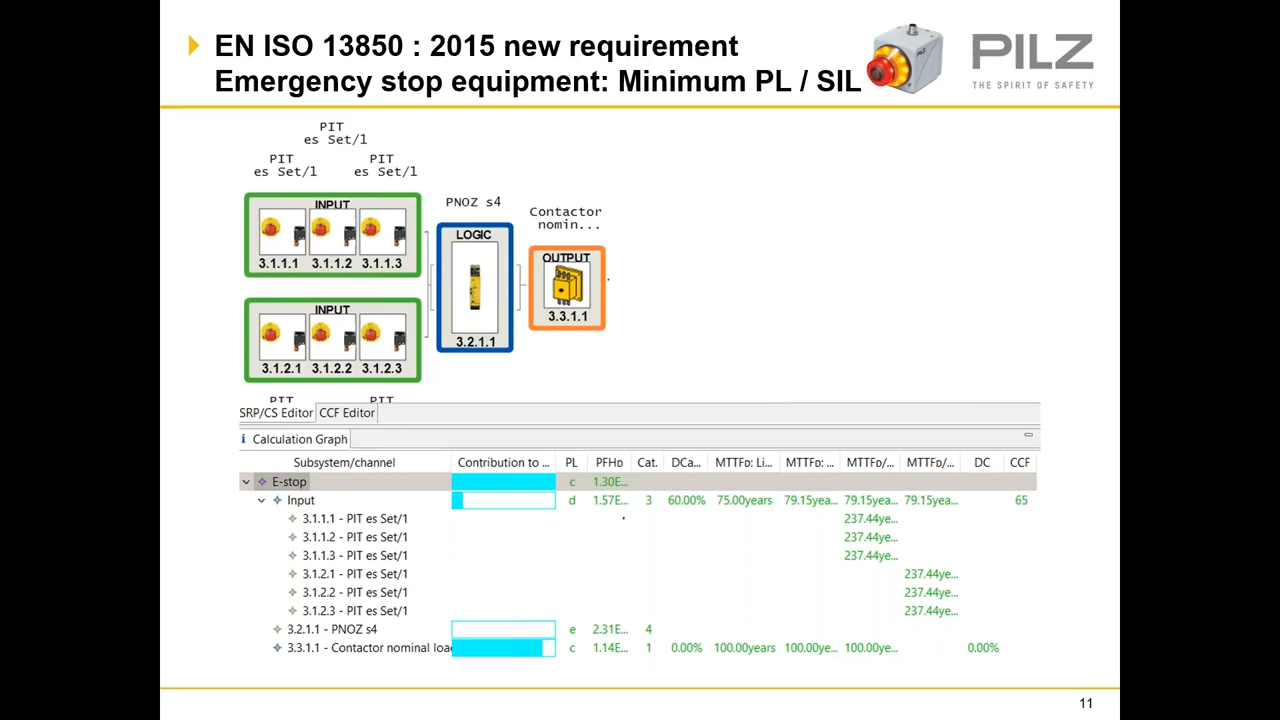 EN ISO 13850 : 2015 new requirement
Emergency stop equipment: Minimum PL / SIL
PILZ
THE SPIRIT OF SAFETY
PIT
es Set/1
PIT PIT
es Set/1 es Set/1
INPUT
3.1.1.1 3.1.1.2 3.1.1.3
INPUT
3.1.2.1 3.1.2.2 3.1.2.3
PIT PIT
PNOZ s4
LOGIC
3.2.1.1
Contactor
nomin...
OUTPUT
3.3.1.1
SRP/CS Editor CCF Editor
Calculation Graph
Subsystem/channel Contribution to ... PL PFHD Cat. DCa... MTTFD: Li... MTTFD: ... MTTFD/... MTTFD/... DC CCF
E-stop c 1.30E...
Input d 1.57E... 3 60.00% 75.00years 79.15yea... 79.15yea... 79.15yea... 65
3.1.1.1 - PIT es Set/1 237.44ye...
3.1.1.2 - PIT es Set/1 237.44ye...
3.1.1.3 - PIT es Set/1 237.44ye...
3.1.2.1 - PIT es Set/1 237.44ye...
3.1.2.2 - PIT es Set/1 237.44ye...
3.1.2.3 - PIT es Set/1 237.44ye...
3.2.1.1 - PNOZ s4 e 2.31E... 4
3.3.1.1 - Contactor nominal loa c 1.14E... 1 0.00% 100.00years 100.00ye... 100.00ye... 0.00%
11